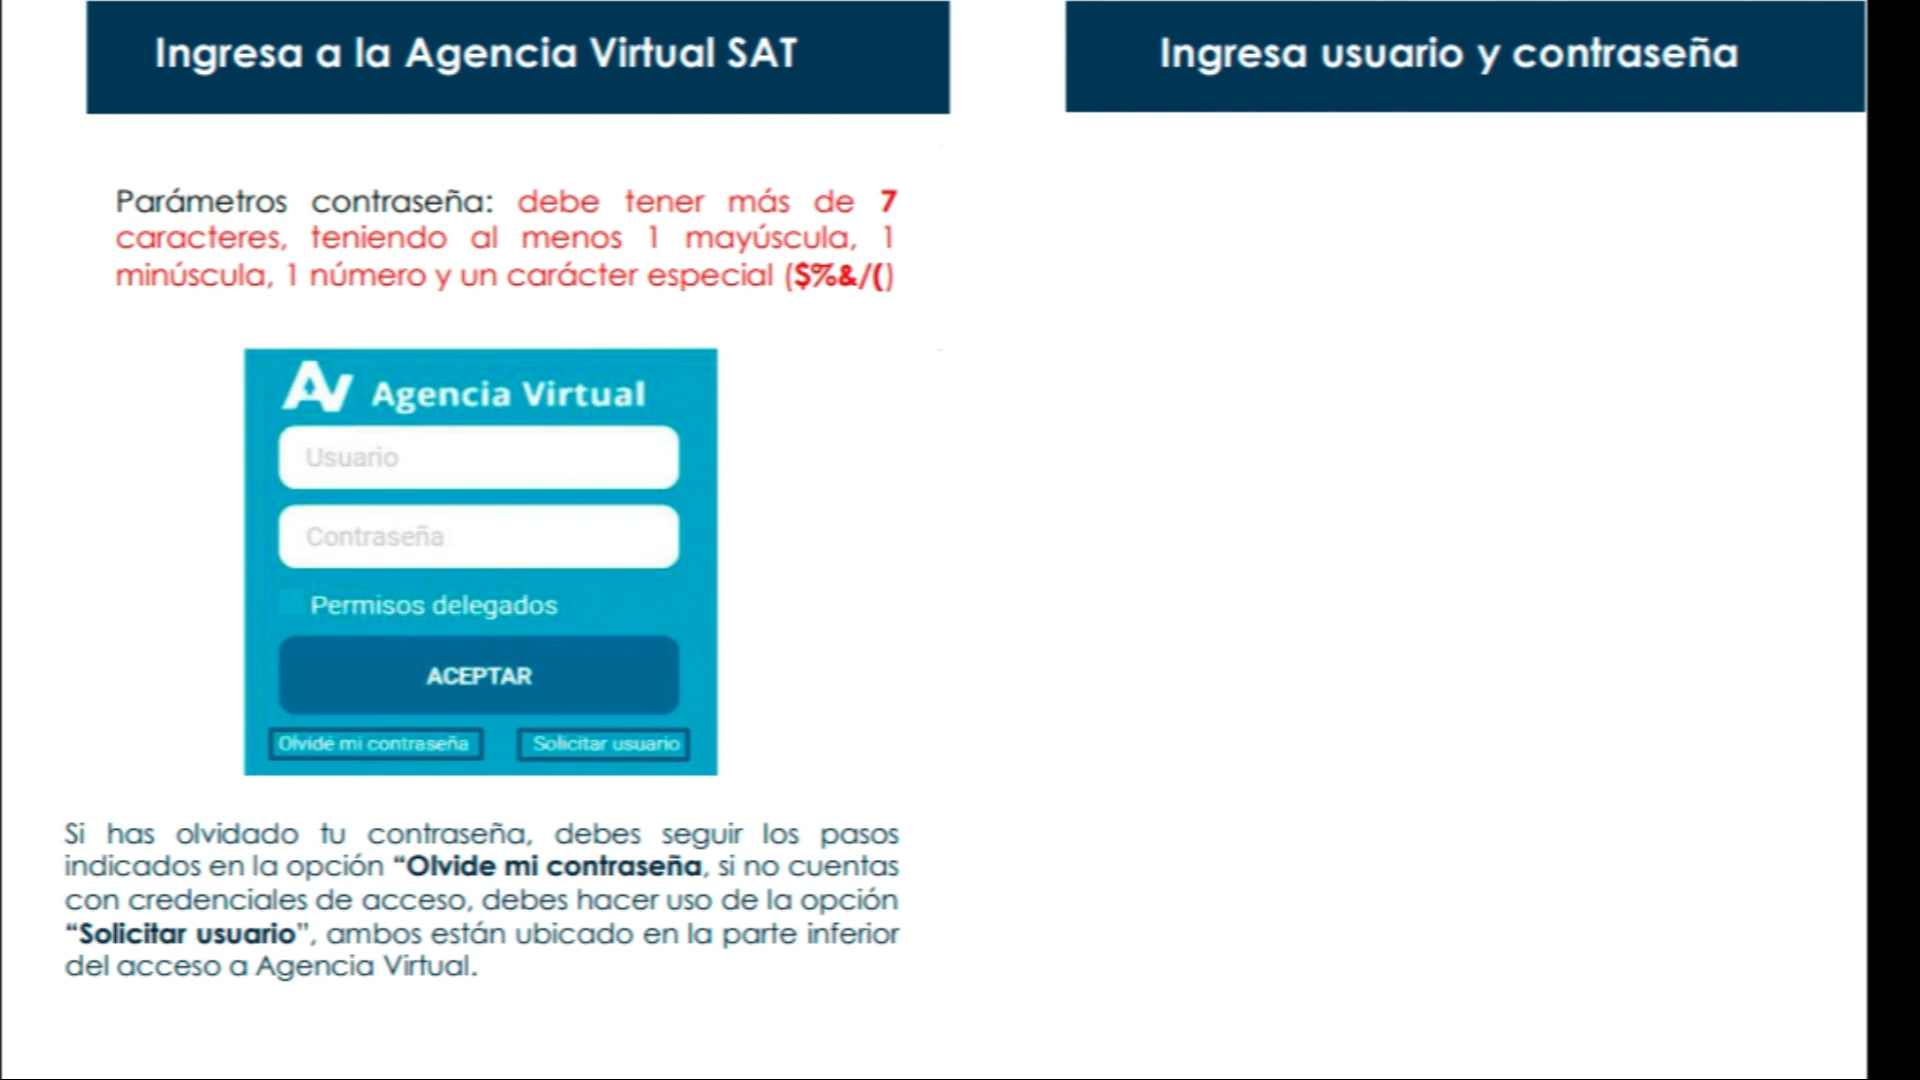 Ingresa a la Agencia Virtual SAT
Parámetros contraseña: debe tener más de 7
caracteres, teniendo al menos 1 mayúscula, 1
minúscula, 1 número y un carácter especial ($%&/()
AV Agencia Virtual
Usuario
Contraseña
Permisos delegados
ACEPTAR
Olvidé mi contraseña
Solicitar usuario
Si has olvidado tu contraseña, debes seguir los pasos
indicados en la opción “Olvide mi contraseña, si no cuentas
con credenciales de acceso, debes hacer uso de la opción
“Solicitar usuario”, ambos están ubicado en la parte inferior
del acceso a Agencia Virtual.
Ingresa usuario y contraseña